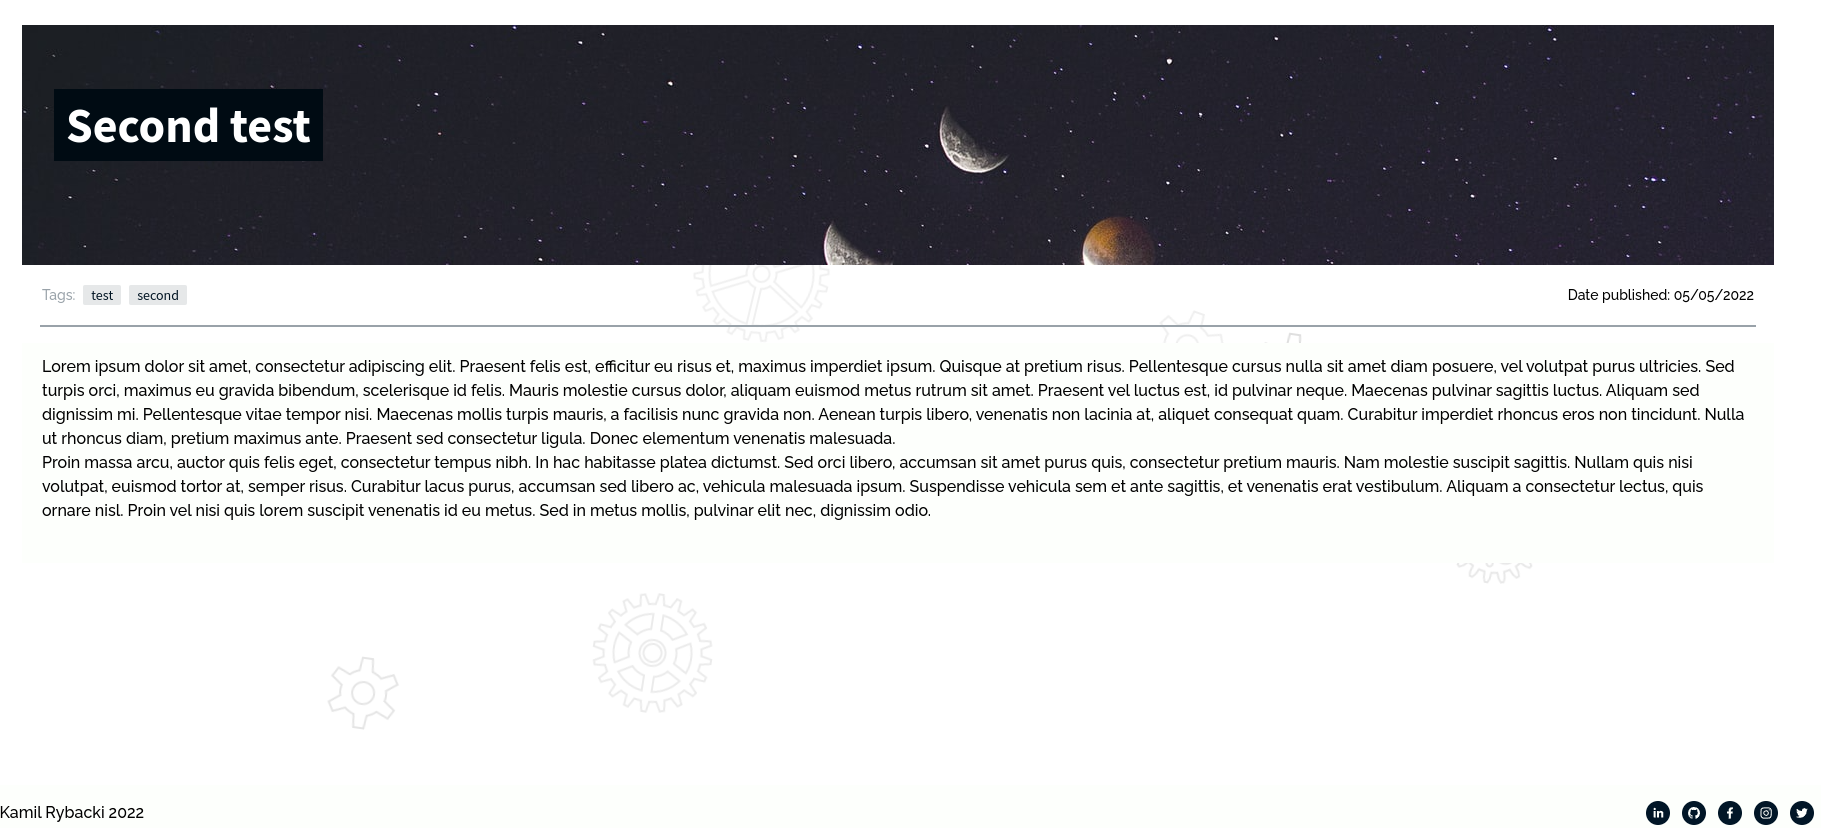 Second test
Tags: test second
Date published: 05/05/2022
Lorem ipsum dolor sit amet, consectetur adipiscing elit. Praesent felis est, efficitur eu risus et, maximus imperdiet ipsum. Quisque at pretium risus. Pellentesque cursus nulla sit amet diam posuere, vel volutpat purus ultricies. Sed
turpis orci, maximus eu gravida bibendum, scelerisque id felis. Mauris molestie cursus dolor, aliquam euismod metus rutrum sit amet. Praesent vel luctus est, id pulvinar neque. Maecenas pulvinar sagittis luctus. Aliquam sed
dignissim mi. Pellentesque vitae tempor nisi. Maecenas mollis turpis mauris, a facilisis nunc gravida non. Aenean turpis libero, venenatis non lacinia at, aliquet consequat quam. Curabitur imperdiet rhoncus eros non tincidunt. Nulla
ut rhoncus diam, pretium maximus ante. Praesent sed consectetur ligula. Donec elementum venenatis malesuada.
Proin massa arcu, auctor quis felis eget, consectetur tempus nibh. In hac habitasse platea dictumst. Sed orci libero, accumsan sit amet purus quis, consectetur pretium mauris. Nam molestie suscipit sagittis. Nullam quis nisi
volutpat, euismod tortor at, semper risus. Curabitur lacus purus, accumsan sed libero ac, vehicula malesuada ipsum. Suspendisse vehicula sem et ante sagittis, et venenatis erat vestibulum. Aliquam a consectetur lectus, quis
ornare nisl. Proin vel nisi quis lorem suscipit venenatis id eu metus. Sed in metus mollis, pulvinar elit nec, dignissim odio.
Kamil Rybacki 2022